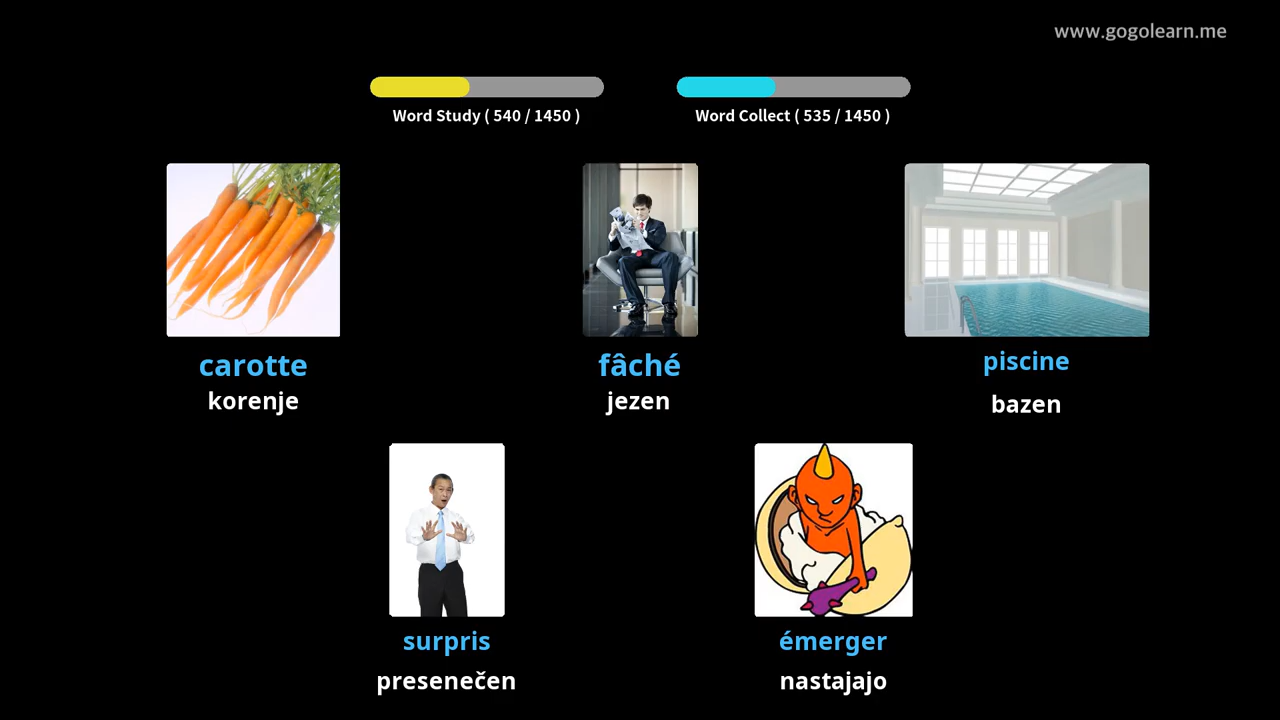 www.gogolearn.me
Word Study ( 540 / 1450 )
Word Collect ( 535 / 1450 )
carotte
korenje
fâché
jezen
piscine
bazen
surpris
presenečen
émerger
nastajajo